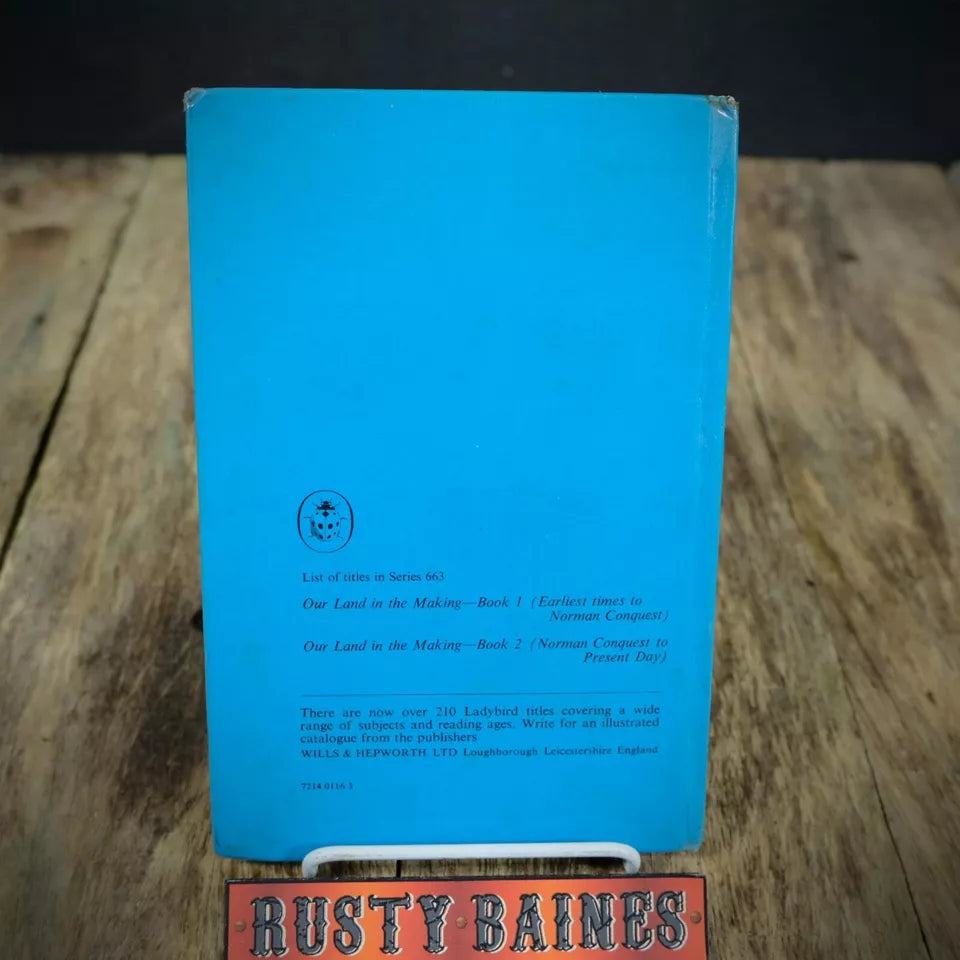 List of titles in Series 663
Our Land in the Making—Book 1 (Earliest times to
Norman Conquest)
Our Land in the Making—Book 2 (Norman Conquest to
Present Day)
There are now over 210 Ladybird titles covering a wide
range of subjects and reading ages. Write for an illustrated
catalogue from the publishers
WILLS & HEPWORTH LTD Loughborough Leicestershire England
7214 0116 3
RUSTY BAINES